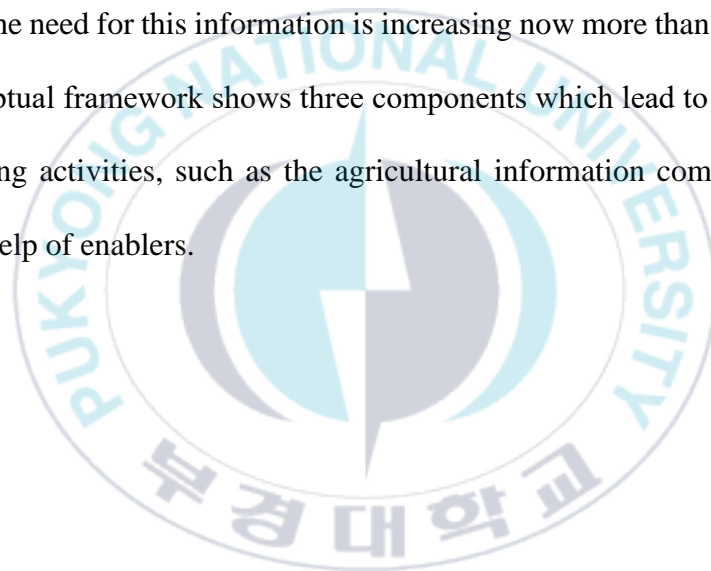 ne need for this information is increasing now more than
ptual framework shows three components which lead to
ng activities, such as the agricultural information com
elp of enablers.
PUKYONG NATIONAL UNIVERSITY
부경대학교